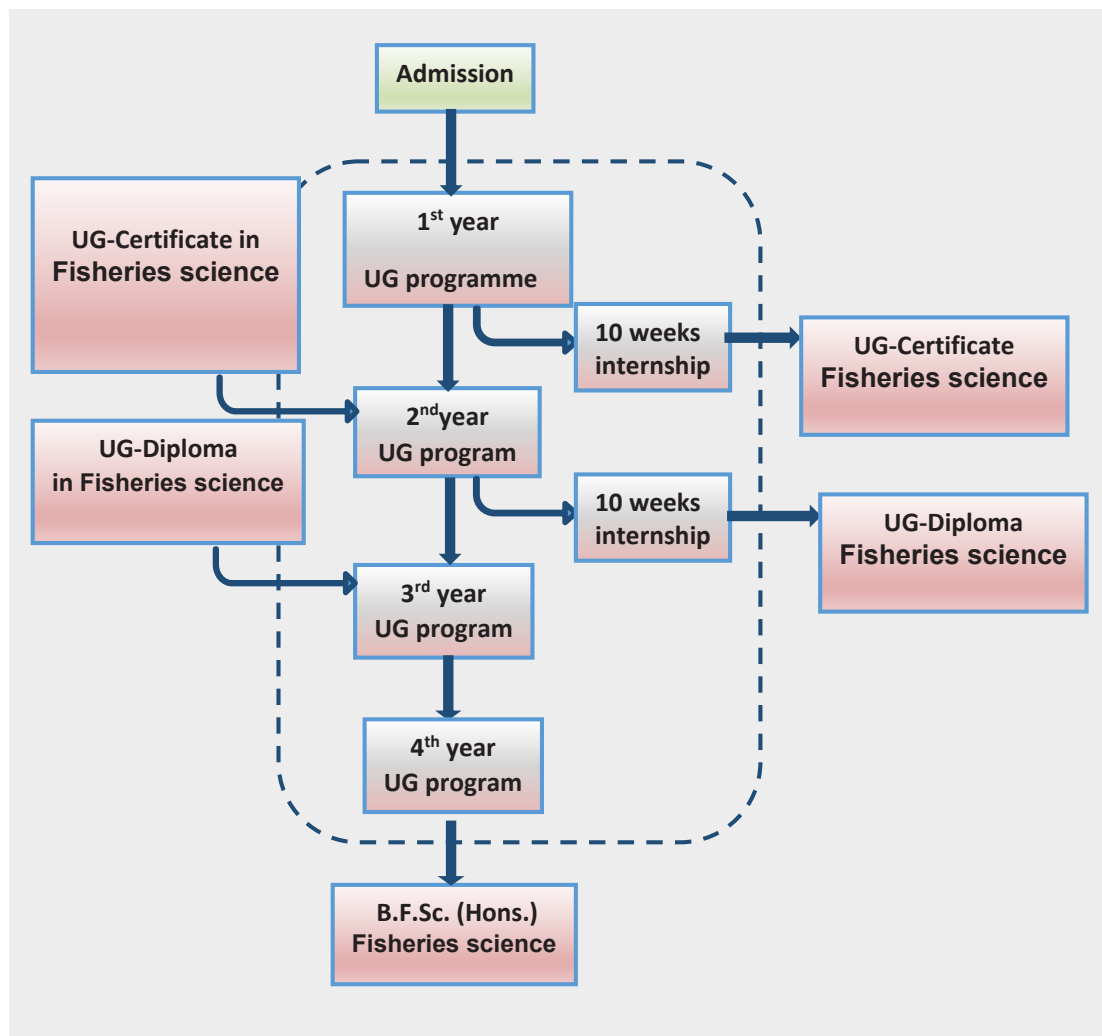 Admission
1st year
UG programme
UG-Certificate in
Fisheries science
10 weeks
internship
UG-Certificate
Fisheries science
2nd year
UG program
UG-Diploma
in Fisheries science
10 weeks
internship
UG-Diploma
Fisheries science
3rd year
UG program
4th year
UG program
B.F.Sc. (Hons.)
Fisheries science